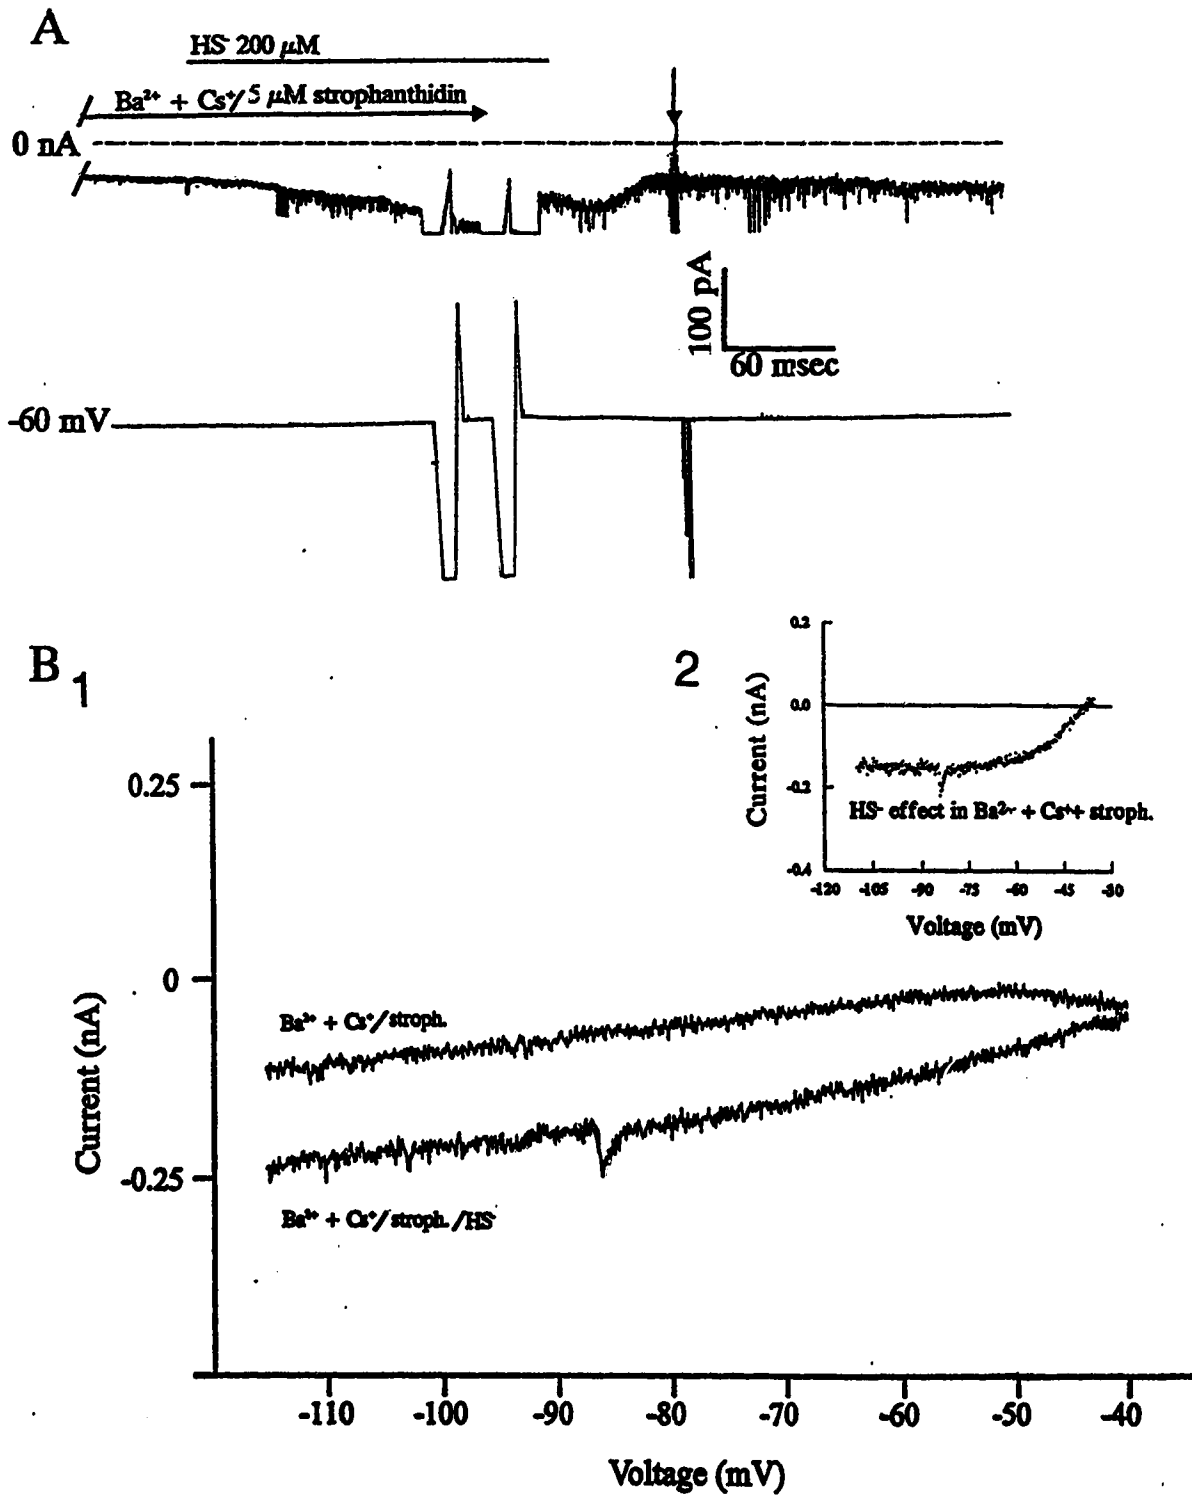 A
HS⁻ 200 μM
Ba²⁺ + Cs⁺/5 μM strophanthidin
0 nA
100 pA
60 msec
-60 mV
B
1
2
0.2
0.0
-0.2
-0.4
Current (nA)
HS⁻ effect in Ba²⁺ + Cs⁺+ stroph.
-120 -105 -90 -75 -60 -45 -30
Voltage (mV)
0.25
0
-0.25
Current (nA)
Ba²⁺ + Cs⁺/stroph.
Ba²⁺ + Cs⁺/stroph./HS⁻
-110 -100 -90 -80 -70 -60 -50 -40
Voltage (mV)